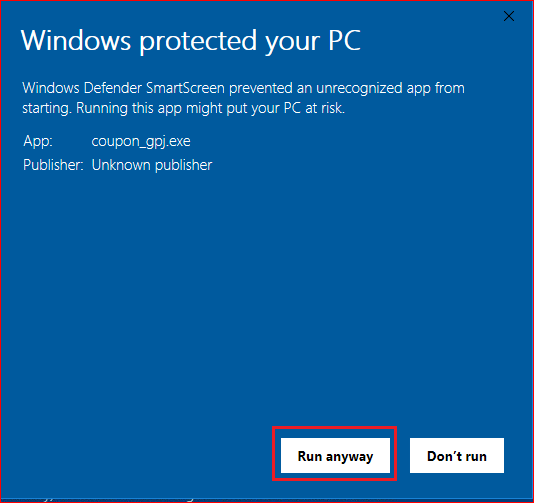 Windows protected your PC
Windows Defender SmartScreen prevented an unrecognized app from
starting. Running this app might put your PC at risk.
App: coupon_gpj.exe
Publisher: Unknown publisher
Run anyway Don't run